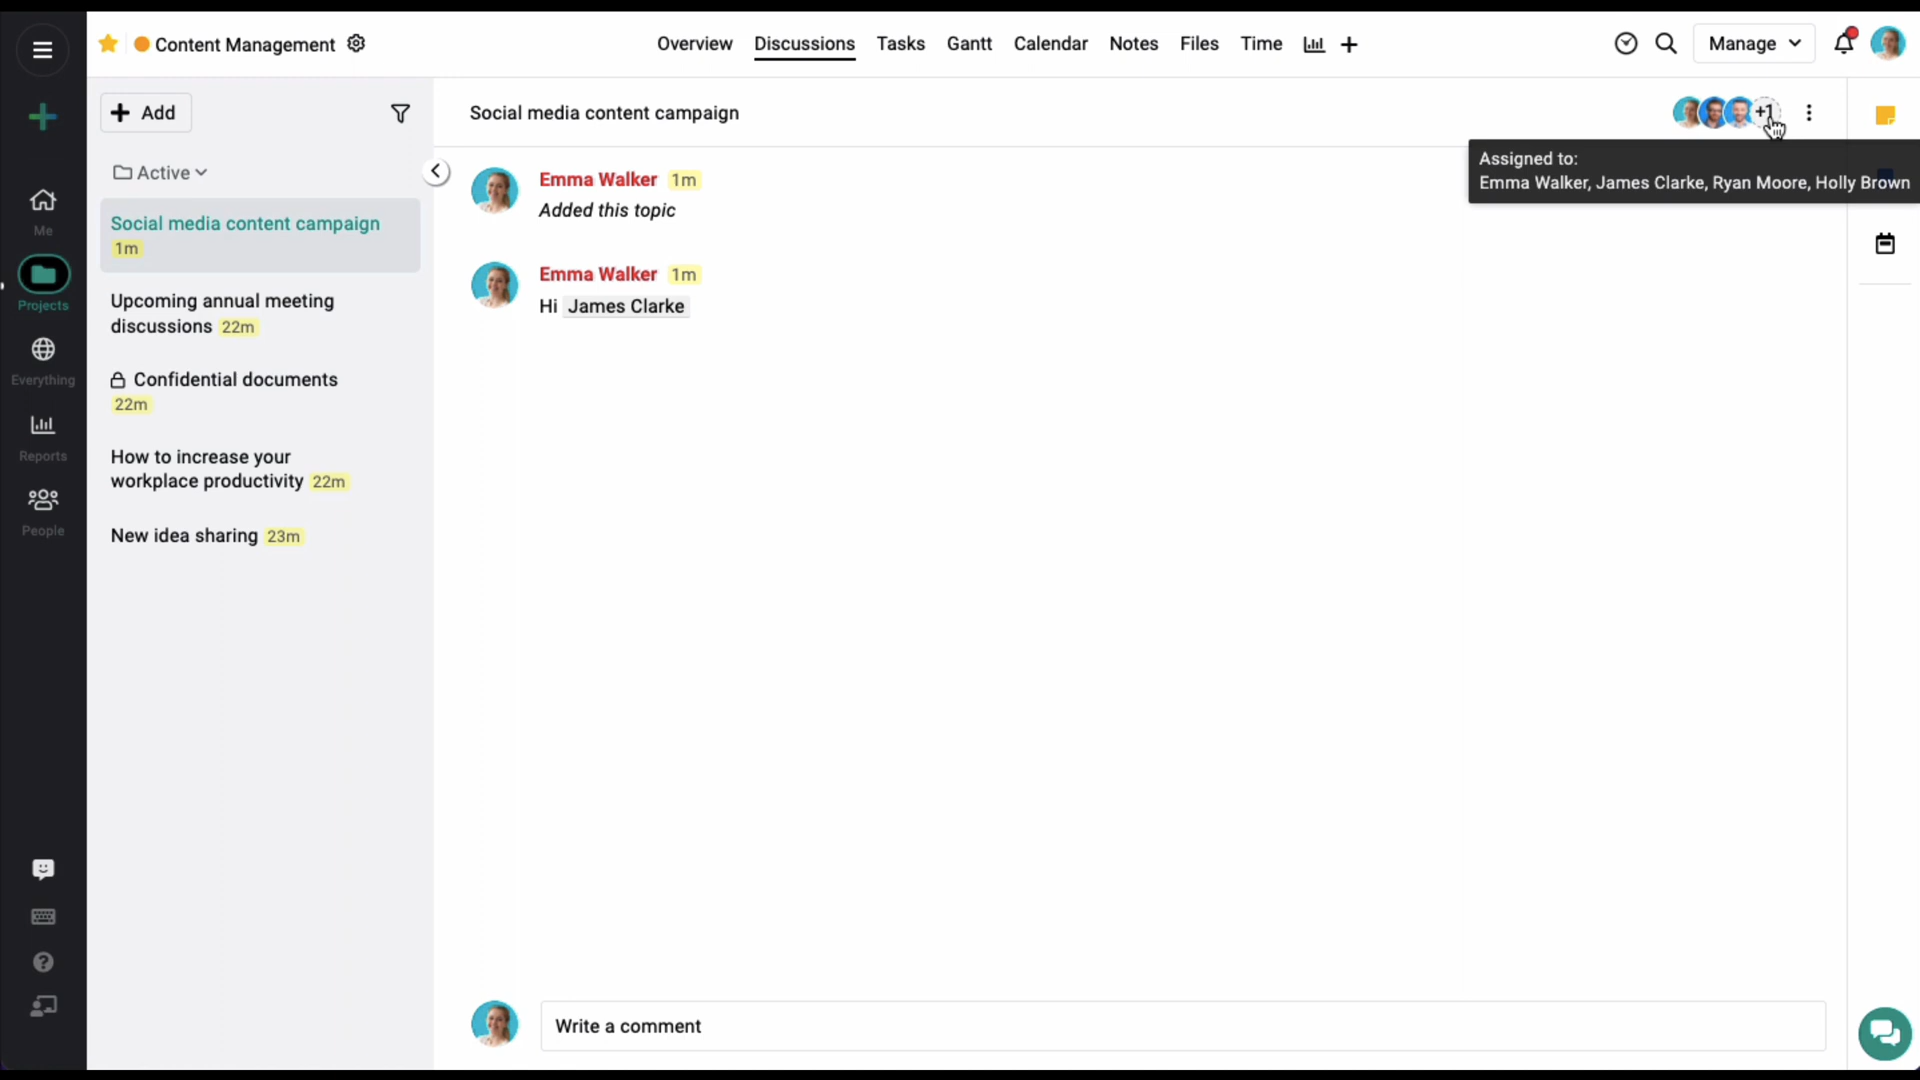 Content Management
Overview
Discussions
Tasks
Gantt
Calendar
Notes
Files
Time
Manage
Me
Projects
Everything
Reports
People
Add
Active
Social media content campaign
1m
Upcoming annual meeting
discussions 22m
Confidential documents
22m
How to increase your
workplace productivity 22m
New idea sharing 23m
Social media content campaign
+1
Assigned to:
Emma Walker, James Clarke, Ryan Moore, Holly Brown
Emma Walker 1m
Added this topic
Emma Walker 1m
Hi James Clarke
Write a comment